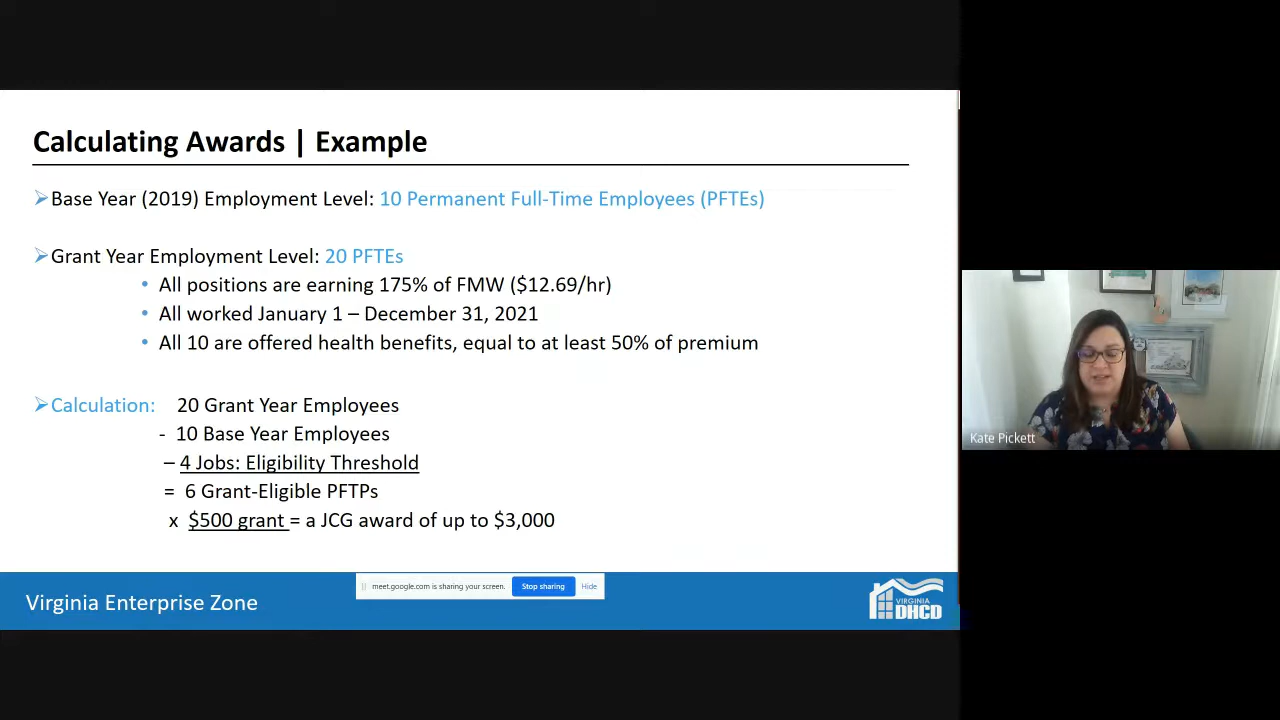 Calculating Awards | Example
Base Year (2019) Employment Level: 10 Permanent Full-Time Employees (PFTEs)
Grant Year Employment Level: 20 PFTEs
• All positions are earning 175% of FMW ($12.69/hr)
• All worked January 1 – December 31, 2021
• All 10 are offered health benefits, equal to at least 50% of premium
Calculation: 20 Grant Year Employees
- 10 Base Year Employees
– 4 Jobs: Eligibility Threshold
= 6 Grant-Eligible PFTPs
x $500 grant = a JCG award of up to $3,000
Kate Pickett
meet.google.com is sharing your screen. Stop sharing Hide
Virginia Enterprise Zone
VIRGINIA
DHCD